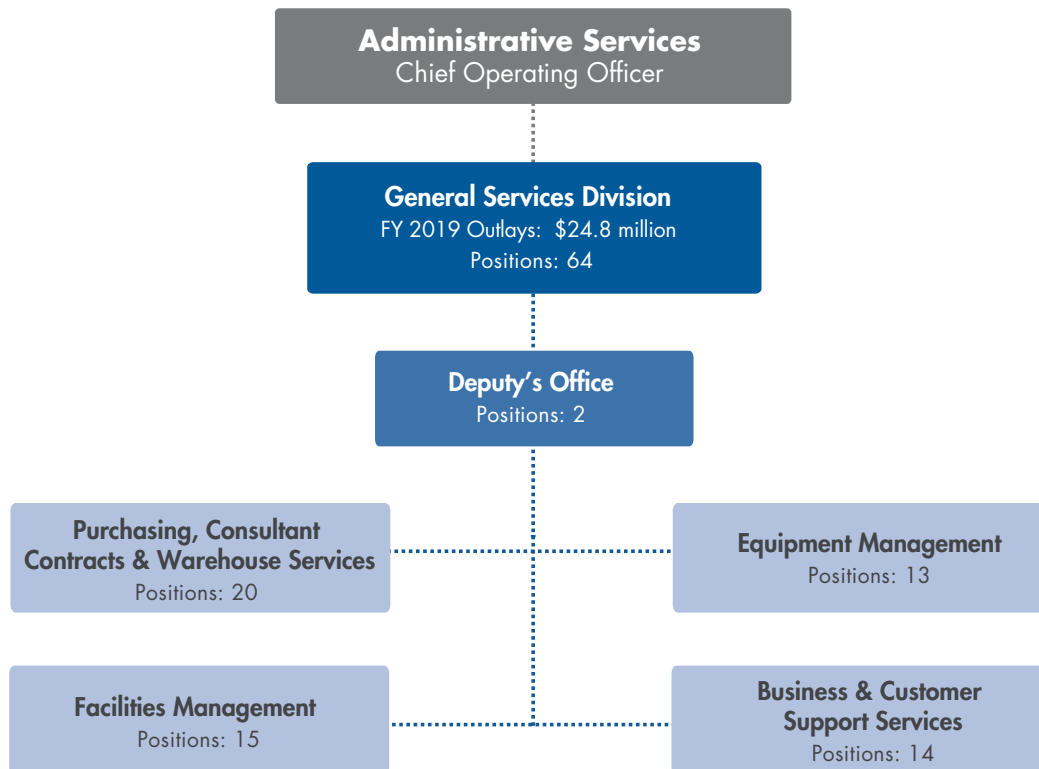 Administrative Services
Chief Operating Officer
General Services Division
FY 2019 Outlays: $24.8 million
Positions: 64
Deputy’s Office
Positions: 2
Purchasing, Consultant
Contracts & Warehouse Services
Positions: 20
Equipment Management
Positions: 13
Facilities Management
Positions: 15
Business & Customer
Support Services
Positions: 14